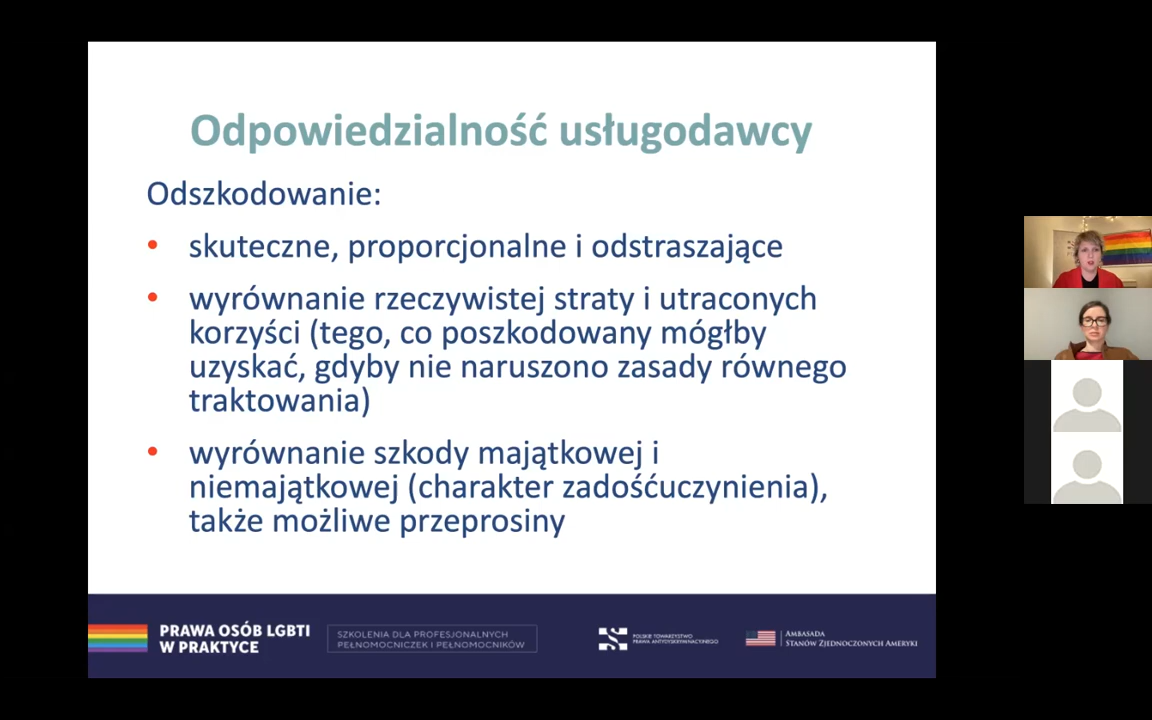 Odpowiedzialność usługodawcy
Odszkodowanie:
• skuteczne, proporcjonalne i odstraszające
• wyrównanie rzeczywistej straty i utraconych
korzyści (tego, co poszkodowany mógłby
uzyskać, gdyby nie naruszono zasady równego
traktowania)
• wyrównanie szkody majątkowej i
niemajątkowej (charakter zadośćuczynienia),
także możliwe przeprosiny
PRAWA OSÓB LGBTI
W PRAKTYCE
SZKOLENIA DLA PROFESJONALNYCH
PEŁNOMOCNICZEK I PEŁNOMOCNIKÓW
POLSKIE TOWARZYSTWO
PRAWA ANTYDYSKRYMINACYJNEGO
AMBASADA
STANÓW ZJEDNOCZONYCH AMERYKI